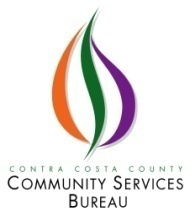 CONTRA COSTA COUNTY
COMMUNITY SERVICES
BUREAU